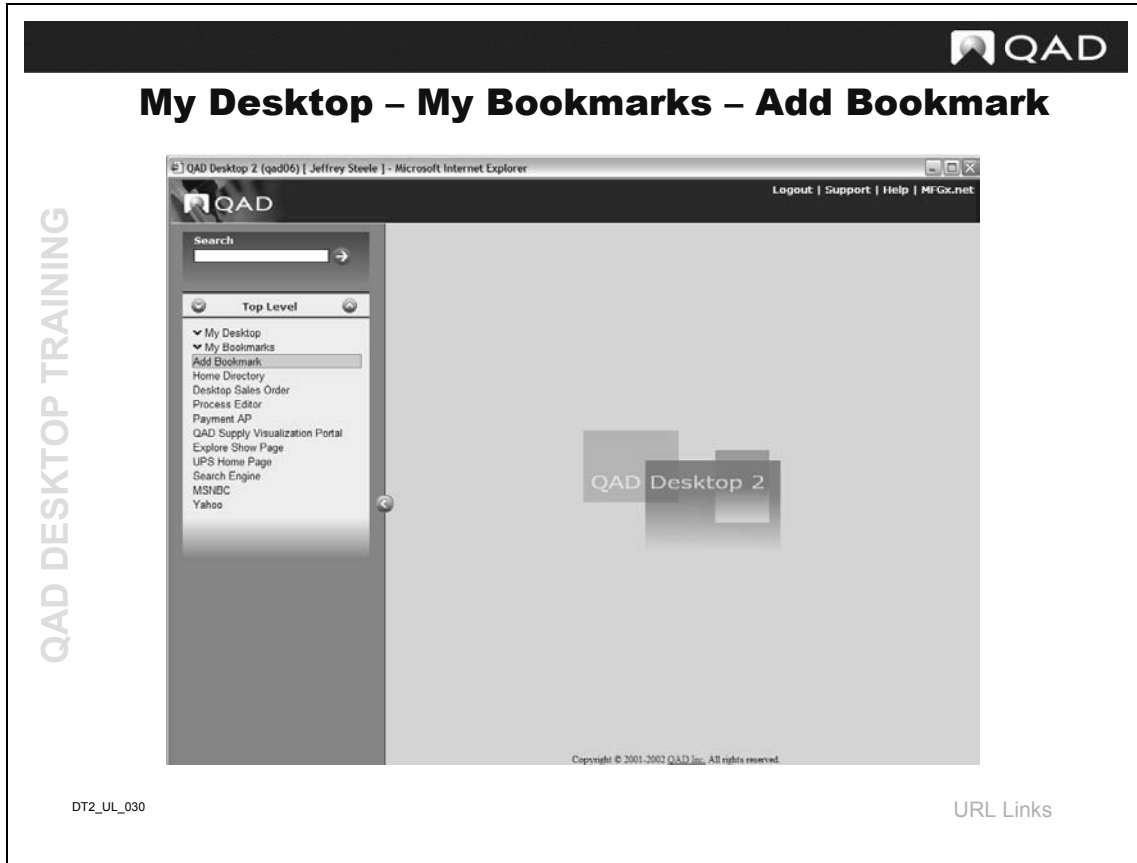 QAD
My Desktop – My Bookmarks – Add Bookmark
QAD DESKTOP TRAINING
QAD Desktop 2 (qad06) [ Jeffrey Steele ] - Microsoft Internet Explorer
QAD
Logout | Support | Help | MFGx.net
Search
Top Level
My Desktop
My Bookmarks
Add Bookmark
Home Directory
Desktop Sales Order
Process Editor
Payment AP
QAD Supply Visualization Portal
Explore Show Page
UPS Home Page
Search Engine
MSNBC
Yahoo
QAD Desktop 2
Copyright © 2001-2002 QAD Inc. All rights reserved.
DT2_UL_030
URL Links